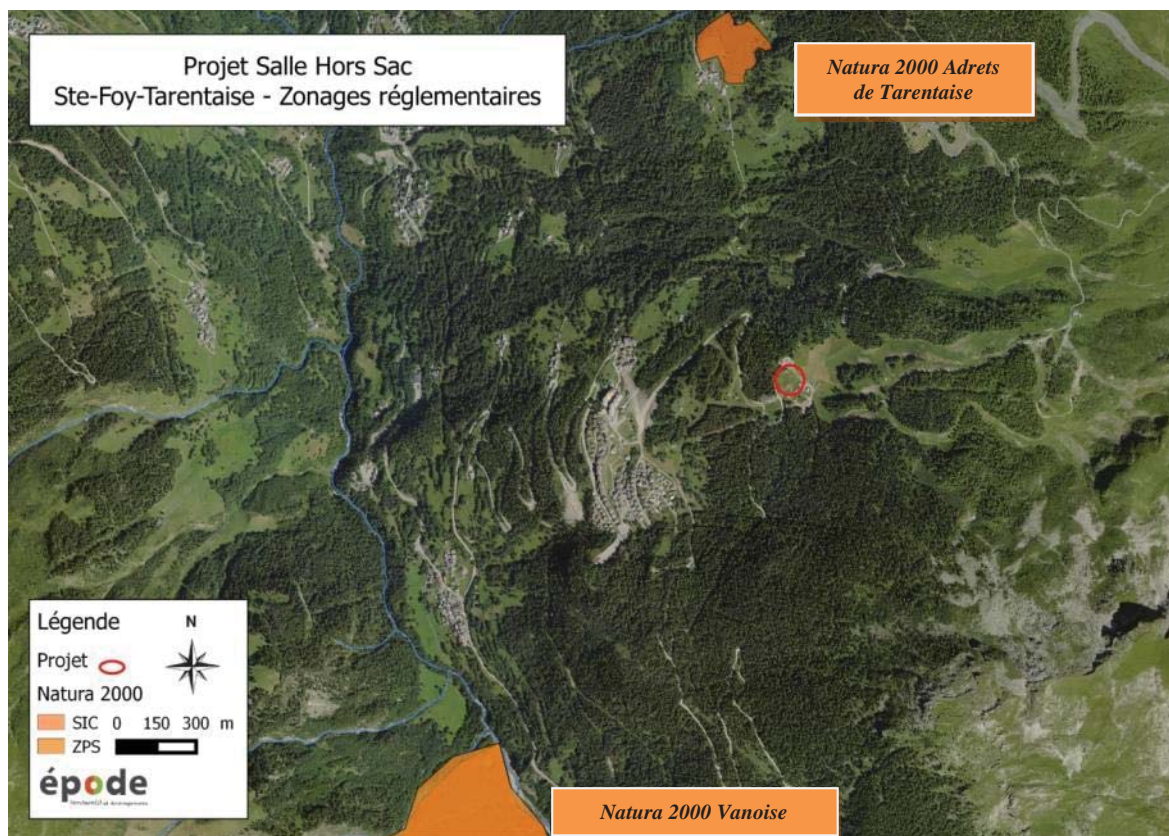 Projet Salle Hors Sac
Ste-Foy-Tarentaise - Zonages réglementaires
Natura 2000 Adrets
de Tarentaise
Légende
N
Projet
Natura 2000
SIC 0 150 300 m
ZPS
épode
Natura 2000 Vanoise